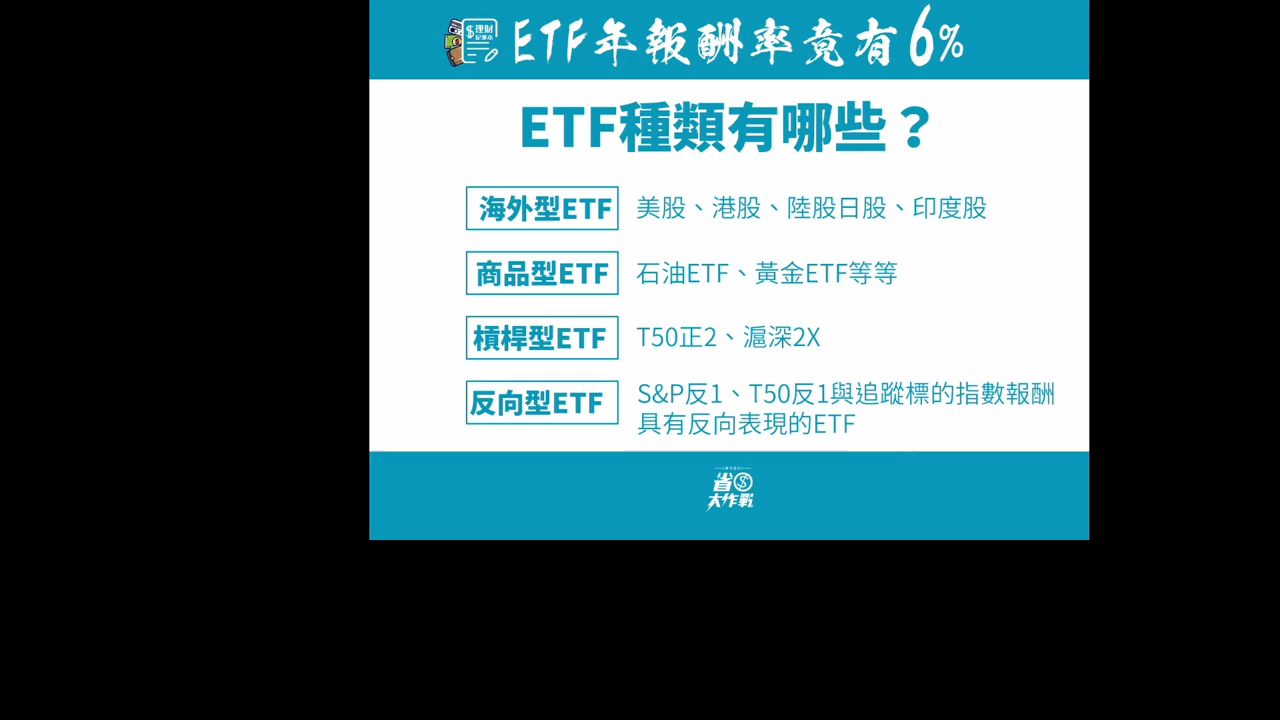 理財
記事本
ETF年報酬率竟有6%
ETF種類有哪些？
海外型ETF 美股、港股、陸股日股、印度股
商品型ETF 石油ETF、黃金ETF等等
槓桿型ETF T50正2、滬深2X
反向型ETF S&P反1、T50反1與追蹤標的指數報酬
具有反向表現的ETF
省$
大作戰